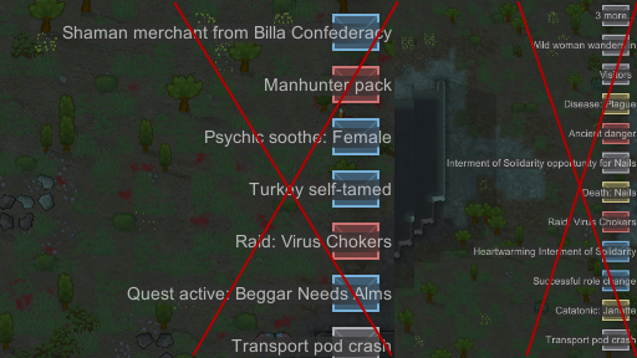 Shaman merchant from Billa Confederacy
Manhunter pack
Psychic soothe: Female
Turkey self-tamed
Raid: Virus Chokers
Quest active: Beggar Needs Alms
Transport pod crash
3 more...
Wild woman wanders in
Visitors
Disease: Plague
Ancient danger
Interment of Solidarity opportunity for Nails
Death: Nails
Raid: Virus Chokers
Heartwarming Interment of Solidarity
Successful role change
Catatonic: Janette
Transport pod crash